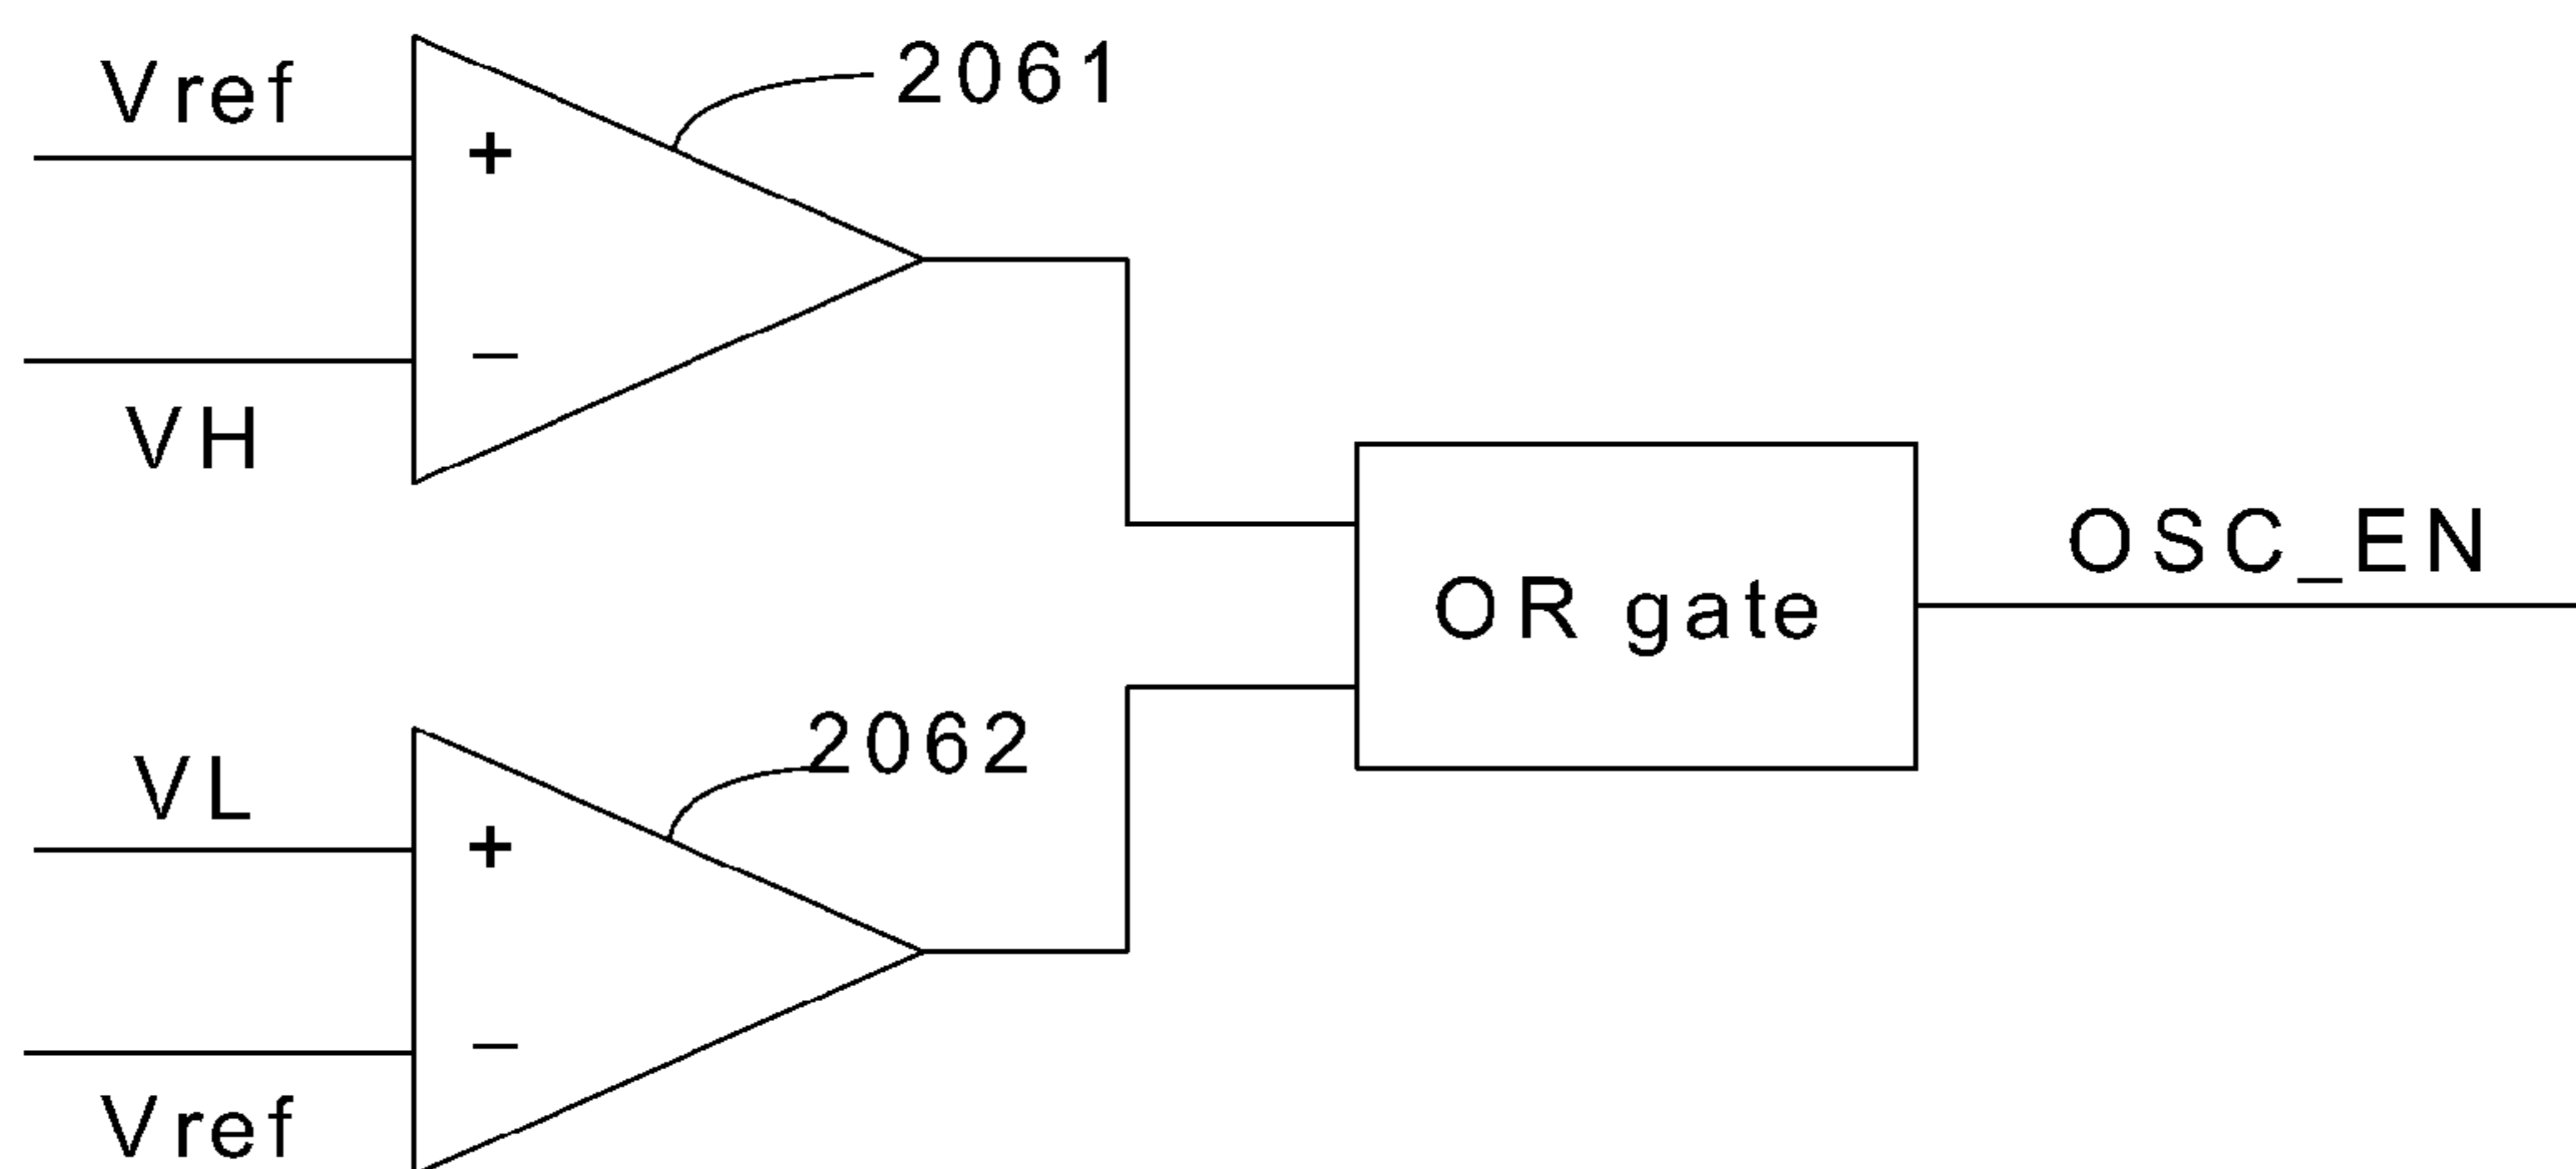 Vref
2061
+
−
VH
OR gate
OSC_EN
VL
2062
+
−
Vref